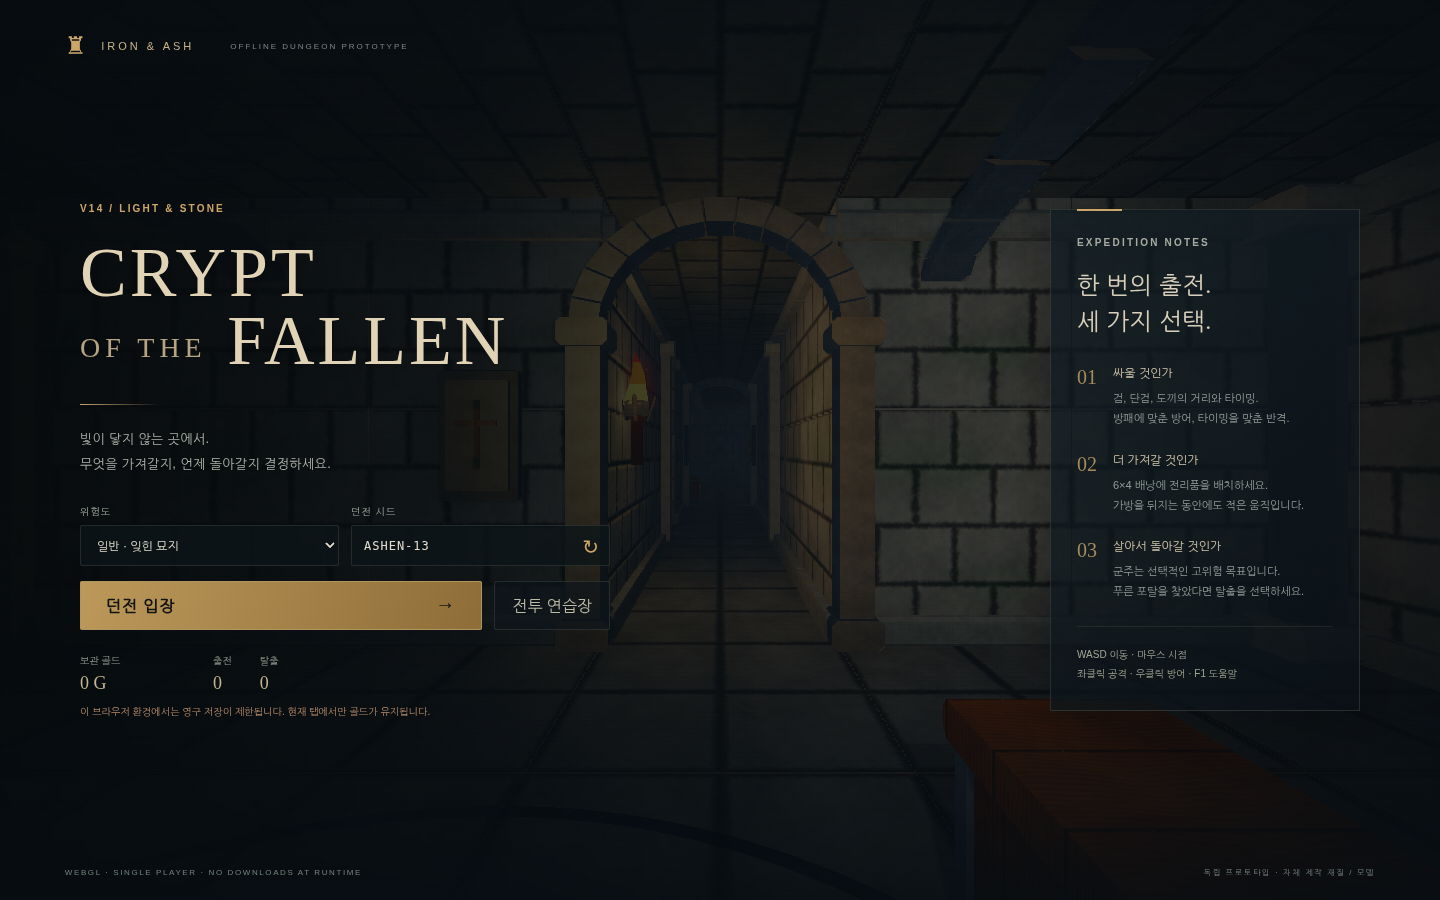 IRON & ASH
OFFLINE DUNGEON PROTOTYPE
V14 / LIGHT & STONE
CRYPT
OF THE FALLEN
빛이 닿지 않는 곳에서.
무엇을 가져갈지, 언제 돌아갈지 결정하세요.
위험도
던전 시드
일반 · 잊힌 묘지
ASHEN-13
↻
던전 입장 →
전투 연습장
보관 골드
출전
탈출
0 G
0
0
이 브라우저 환경에서는 영구 저장이 제한됩니다. 현재 탭에서만 골드가 유지됩니다.
EXPEDITION NOTES
한 번의 출전.
세 가지 선택.
01 싸울 것인가
검, 단검, 도끼의 거리와 타이밍.
방패에 맞춘 방어, 타이밍을 맞춘 반격.
02 더 가져갈 것인가
6×4 배낭에 전리품을 배치하세요.
가방을 뒤지는 동안에도 적은 움직입니다.
03 살아서 돌아갈 것인가
군주는 선택적인 고위험 목표입니다.
푸른 포탈을 찾았다면 탈출을 선택하세요.
WASD 이동 · 마우스 시점
좌클릭 공격 · 우클릭 방어 · F1 도움말
WEBGL · SINGLE PLAYER · NO DOWNLOADS AT RUNTIME
독립 프로토타입 · 자체 제작 재질 / 모델